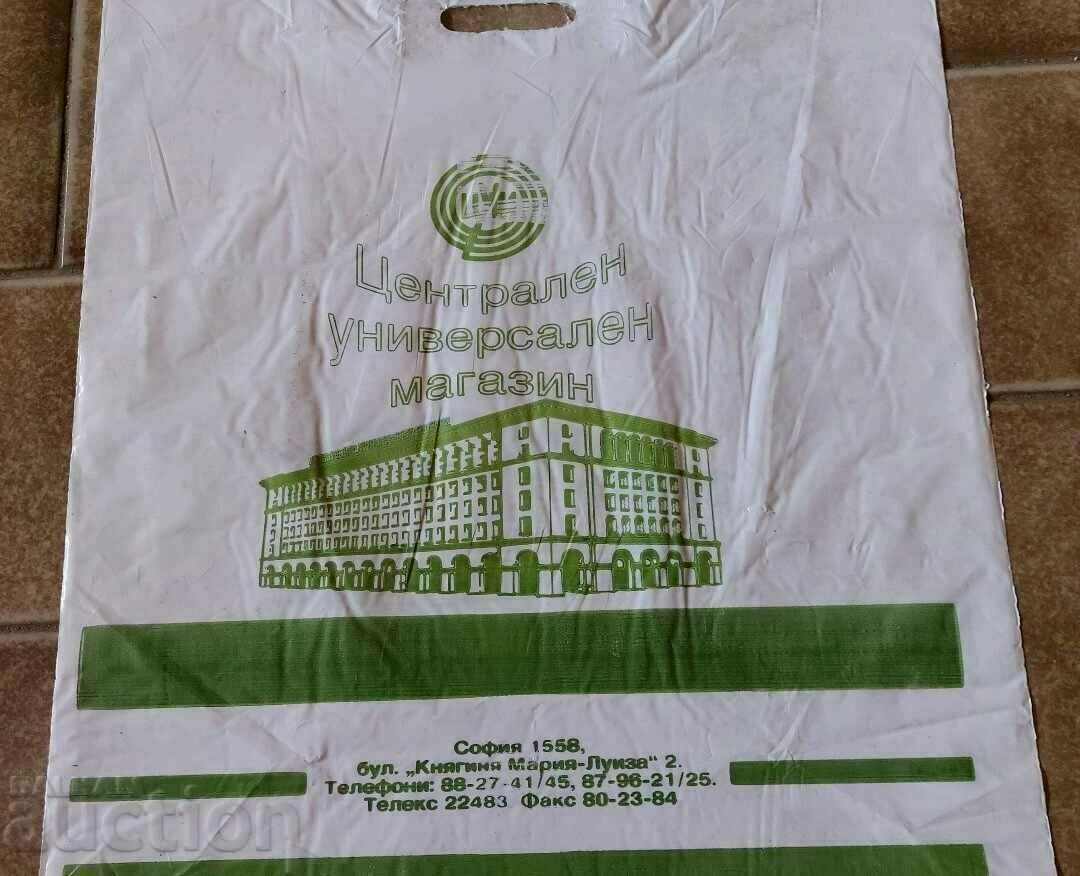 ЦУМ
Централен
универсален
магазин
София 1558,
бул. „Княгиня Мария-Луиза" 2.
Телефони: 88-27-41/45, 87-96-21/25.
Телекс 22483 Факс 80-23-84
BALKAN
auction